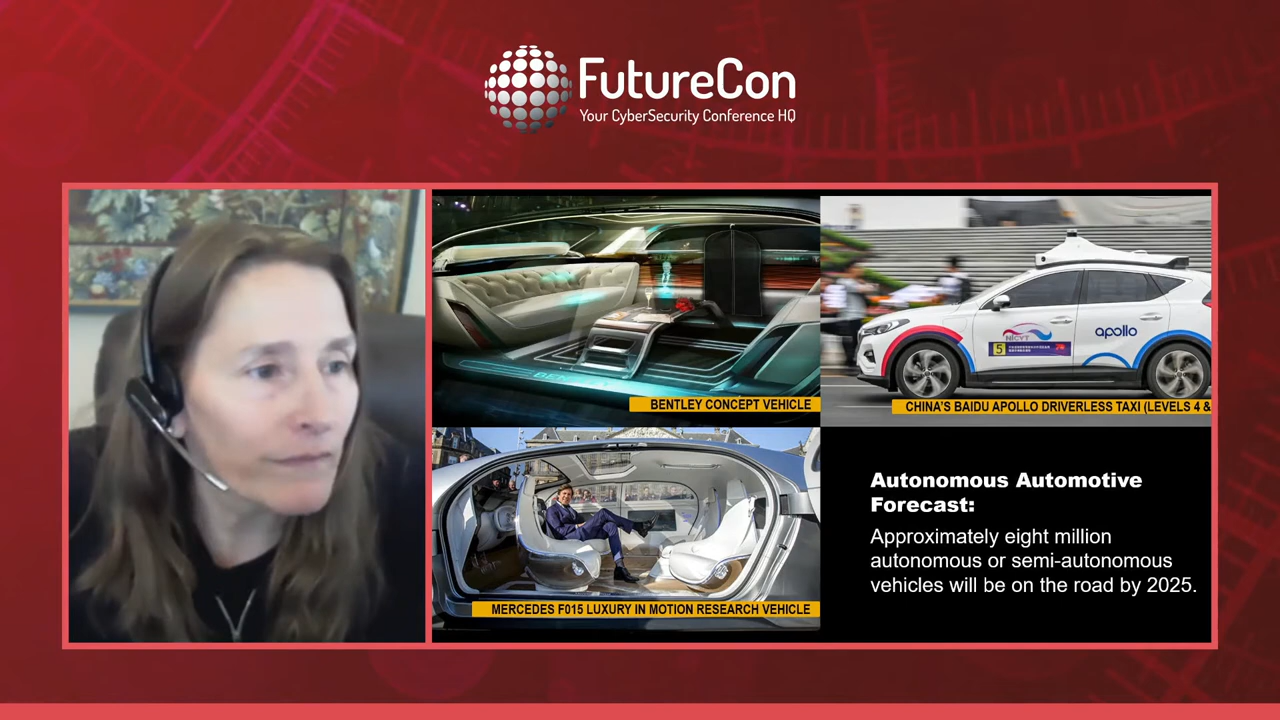 FutureCon
Your CyberSecurity Conference HQ
BENTLEY CONCEPT VEHICLE
NICYT
5
apollo
CHINA'S BAIDU APOLLO DRIVERLESS TAXI (LEVELS 4 &
MERCEDES F015 LUXURY IN MOTION RESEARCH VEHICLE
Autonomous Automotive
Forecast:
Approximately eight million
autonomous or semi-autonomous
vehicles will be on the road by 2025.